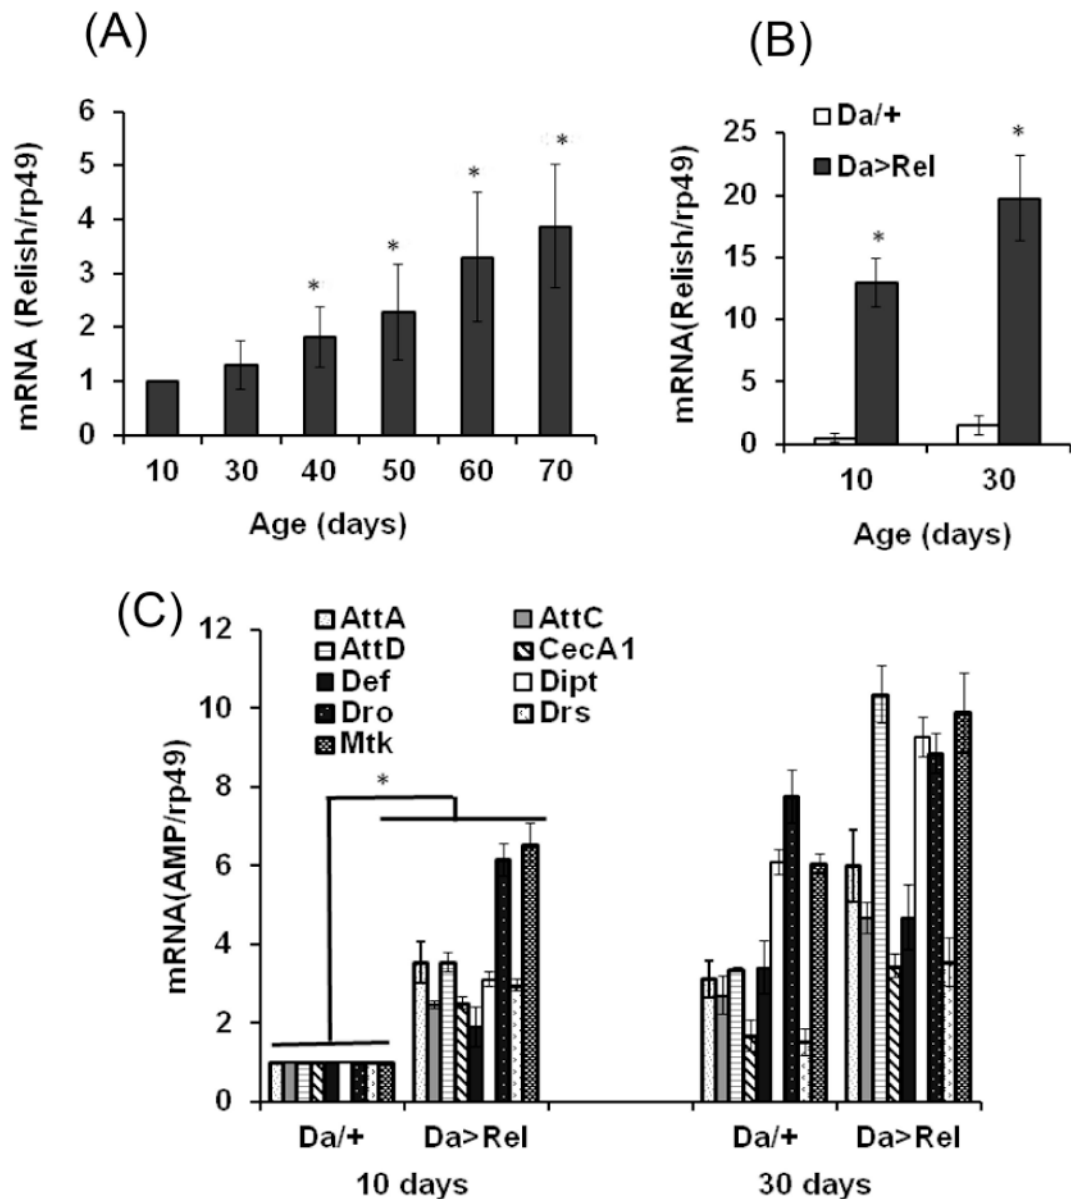 (A)
6
5
4
3
2
1
0
mRNA (Relish/rp49)
* * * * *
10 30 40 50 60 70
Age (days)
(B)
Da/+
Da>Rel
25
20
15
10
5
0
mRNA(Relish/rp49)
* *
10 30
Age (days)
(C)
AttA AttC
AttD CecA1
Def Dipt
Dro Drs
Mtk
12
10
8
6
4
2
0
mRNA(AMP/rp49)
*
Da/+ Da>Rel Da/+ Da>Rel
10 days 30 days